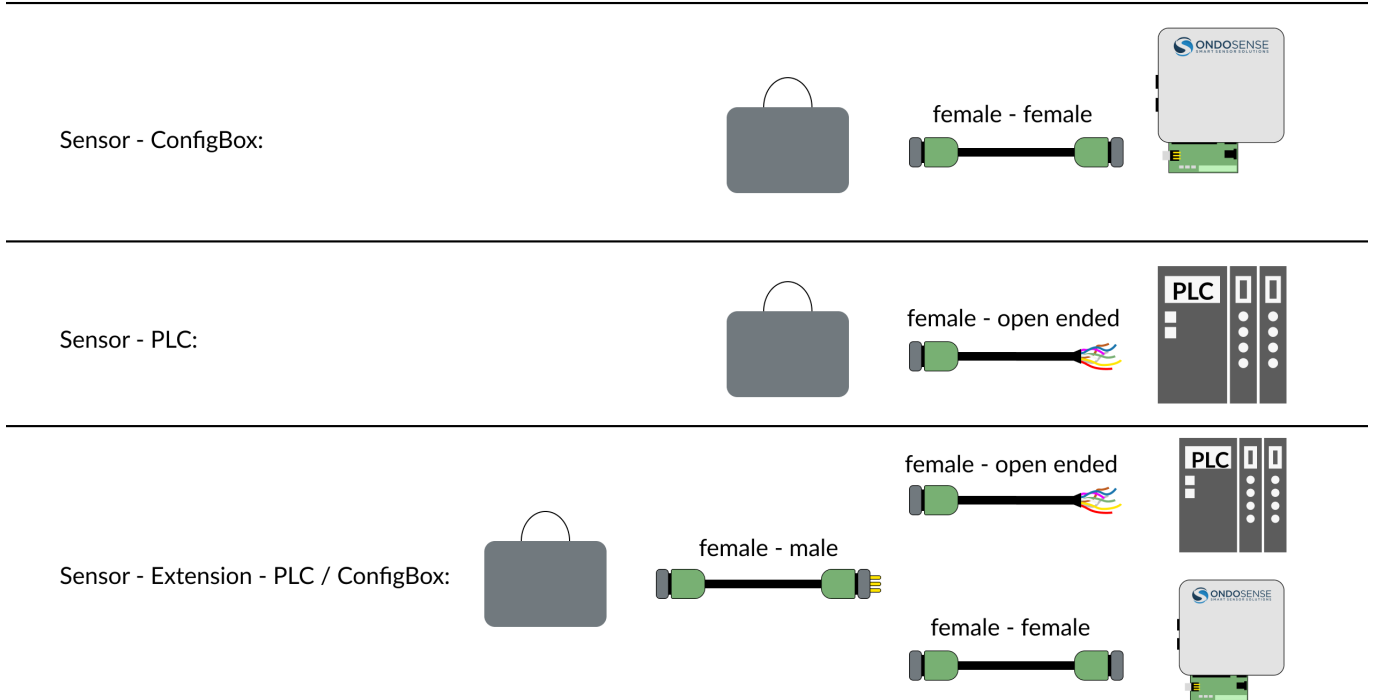 ONDOSENSE
SMART SENSOR SOLUTIONS
female - female
Sensor - ConfigBox:
PLC
female - open ended
Sensor - PLC:
female - open ended
PLC
female - male
Sensor - Extension - PLC / ConfigBox:
ONDOSENSE
SMART SENSOR SOLUTIONS
female - female